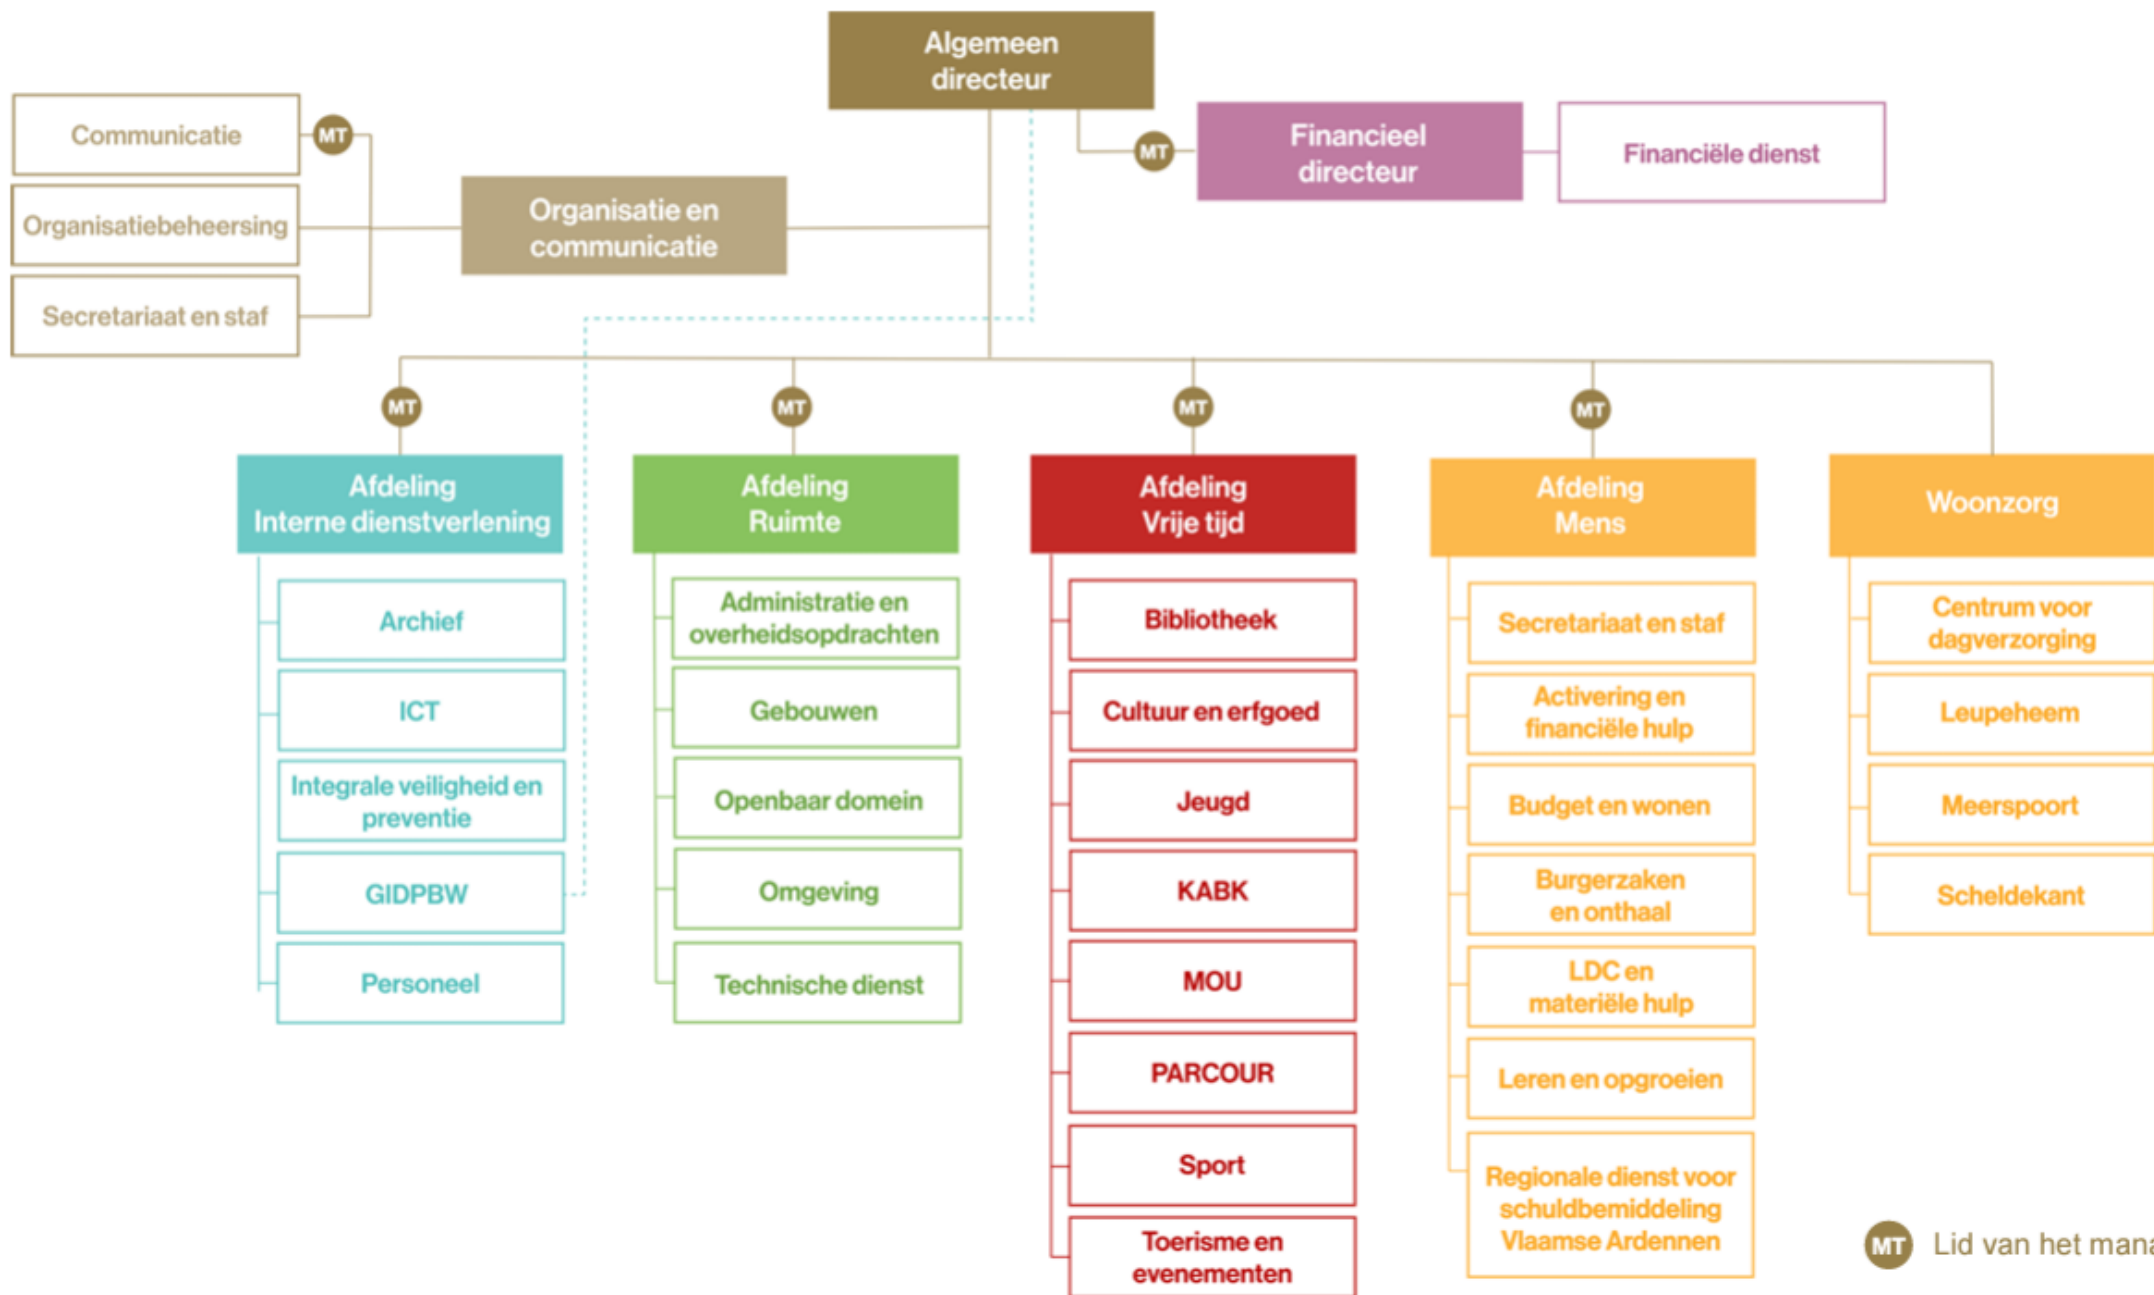 Algemeen
directeur
Communicatie
MT
Organisatiebeheersing
Secretariaat en staf
Organisatie en
communicatie
MT
Financieel
directeur
Financiële dienst
MT
MT
MT
MT
Afdeling
Interne dienstverlening
Archief
ICT
Integrale veiligheid en
preventie
GIDPBW
Personeel
Afdeling
Ruimte
Administratie en
overheidsopdrachten
Gebouwen
Openbaar domein
Omgeving
Technische dienst
Afdeling
Vrije tijd
Bibliotheek
Cultuur en erfgoed
Jeugd
KABK
MOU
PARCOUR
Sport
Toerisme en
evenementen
Afdeling
Mens
Secretariaat en staf
Activering en
financiële hulp
Budget en wonen
Burgerzaken
en onthaal
LDC en
materiële hulp
Leren en opgroeien
Regionale dienst voor
schuldbemiddeling
Vlaamse Ardennen
Woonzorg
Centrum voor
dagverzorging
Leupeheem
Meerspoort
Scheldekant
MT Lid van het mana